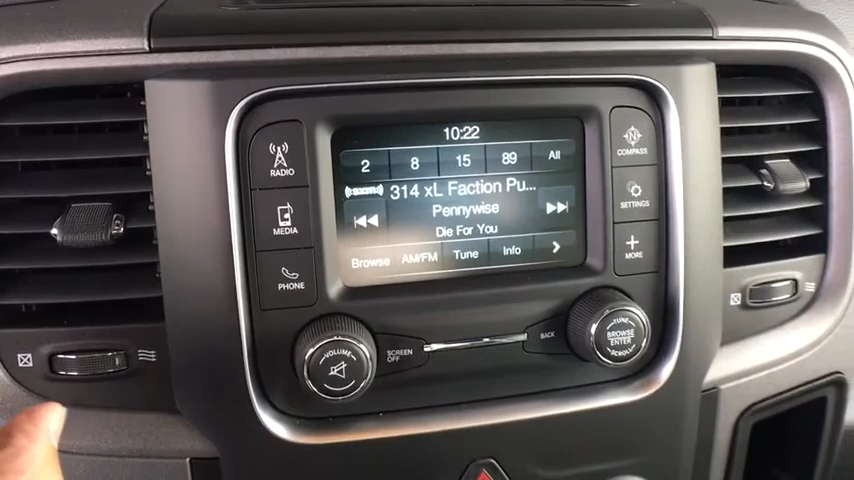 10:22
2 8 15 89 All
((SiriusXM)) 314 xL Faction Pu...
Pennywise
Die For You
Browse AM/FM Tune Info
RADIO
MEDIA
PHONE
N
COMPASS
SETTINGS
MORE
VOLUME
SCREEN
OFF
BACK
TUNE
BROWSE
ENTER
SCROLL